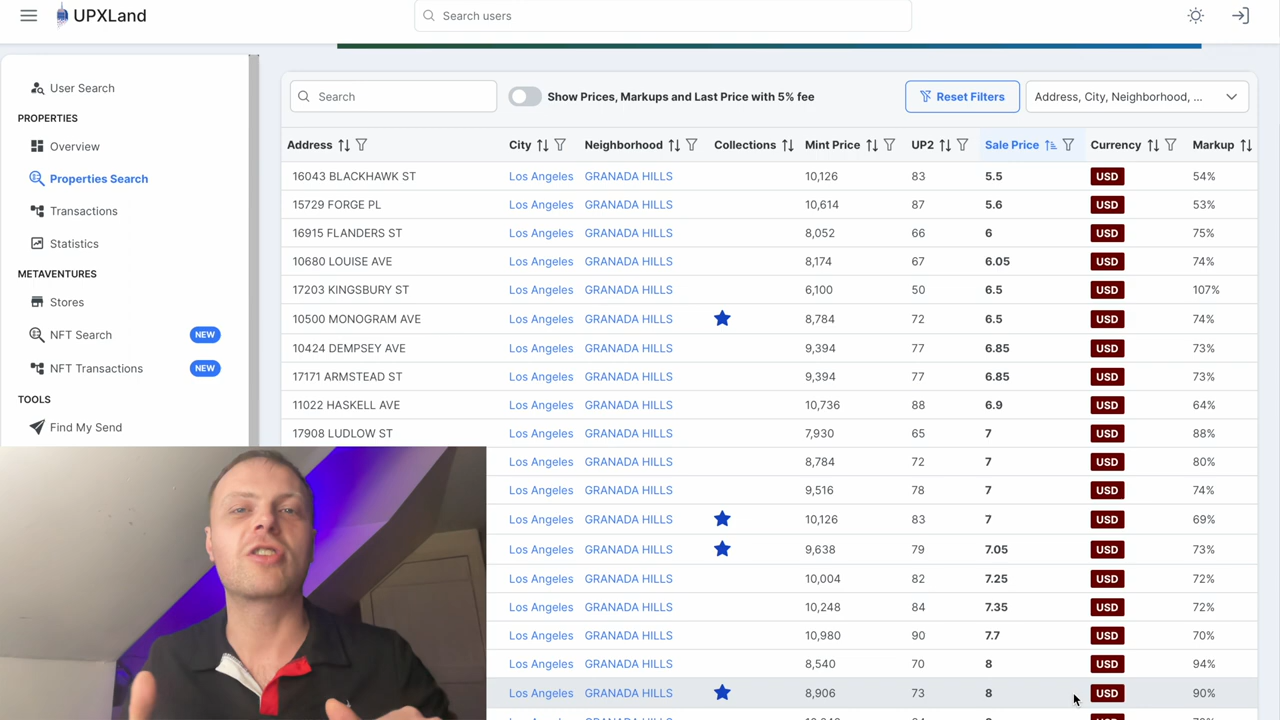 UPXLand
Search users
User Search
PROPERTIES
Overview
Properties Search
Transactions
Statistics
METAVENTURES
Stores
NFT Search NEW
NFT Transactions NEW
TOOLS
Find My Send
Search
Show Prices, Markups and Last Price with 5% fee
Reset Filters
Address, City, Neighborhood, ...
Address City Neighborhood Collections Mint Price UP2 Sale Price Currency Markup
16043 BLACKHAWK ST Los Angeles GRANADA HILLS 10,126 83 5.5 USD 54%
15729 FORGE PL Los Angeles GRANADA HILLS 10,614 87 5.6 USD 53%
16915 FLANDERS ST Los Angeles GRANADA HILLS 8,052 66 6 USD 75%
10680 LOUISE AVE Los Angeles GRANADA HILLS 8,174 67 6.05 USD 74%
17203 KINGSBURY ST Los Angeles GRANADA HILLS 6,100 50 6.5 USD 107%
10500 MONOGRAM AVE Los Angeles GRANADA HILLS 8,784 72 6.5 USD 74%
10424 DEMPSEY AVE Los Angeles GRANADA HILLS 9,394 77 6.85 USD 73%
17171 ARMSTEAD ST Los Angeles GRANADA HILLS 9,394 77 6.85 USD 73%
11022 HASKELL AVE Los Angeles GRANADA HILLS 10,736 88 6.9 USD 64%
17908 LUDLOW ST Los Angeles GRANADA HILLS 7,930 65 7 USD 88%
Los Angeles GRANADA HILLS 8,784 72 7 USD 80%
Los Angeles GRANADA HILLS 9,516 78 7 USD 74%
Los Angeles GRANADA HILLS 10,126 83 7 USD 69%
Los Angeles GRANADA HILLS 9,638 79 7.05 USD 73%
Los Angeles GRANADA HILLS 10,004 82 7.25 USD 72%
Los Angeles GRANADA HILLS 10,248 84 7.35 USD 72%
Los Angeles GRANADA HILLS 10,980 90 7.7 USD 70%
Los Angeles GRANADA HILLS 8,540 70 8 USD 94%
Los Angeles GRANADA HILLS 8,906 73 8 USD 90%